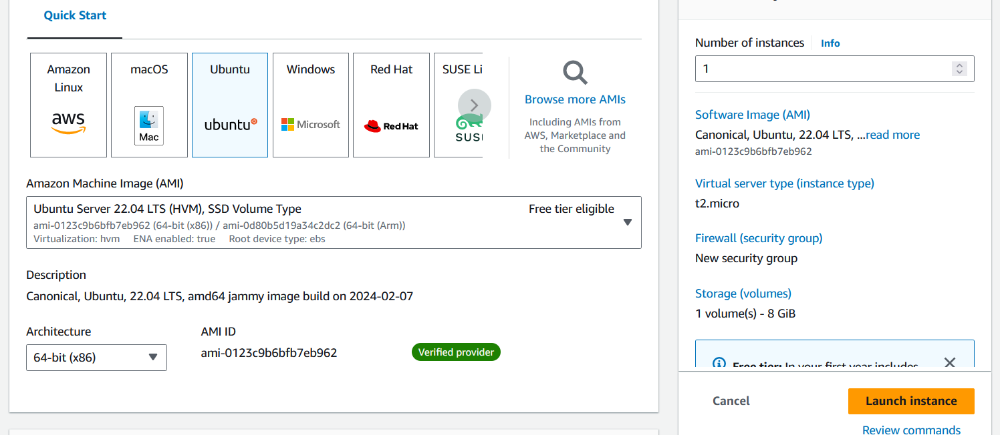 Quick Start
Amazon
Linux
aws
macOS
Mac
Ubuntu
ubuntu
Windows
Microsoft
Red Hat
Red Hat
SUSE Li
SUS
Browse more AMIs
Including AMIs from
AWS, Marketplace and
the Community
Amazon Machine Image (AMI)
Ubuntu Server 22.04 LTS (HVM), SSD Volume Type
Free tier eligible
ami-0123c9b6bfb7eb962 (64-bit (x86)) / ami-0d80b5d19a34c2dc2 (64-bit (Arm))
Virtualization: hvm ENA enabled: true Root device type: ebs
Description
Canonical, Ubuntu, 22.04 LTS, amd64 jammy image build on 2024-02-07
Architecture
64-bit (x86)
AMI ID
ami-0123c9b6bfb7eb962
Verified provider
Number of instances Info
1
Software Image (AMI)
Canonical, Ubuntu, 22.04 LTS, ...read more
ami-0123c9b6bfb7eb962
Virtual server type (instance type)
t2.micro
Firewall (security group)
New security group
Storage (volumes)
1 volume(s) - 8 GiB
Free tier: In your first year includes
Cancel
Launch instance
Review commands